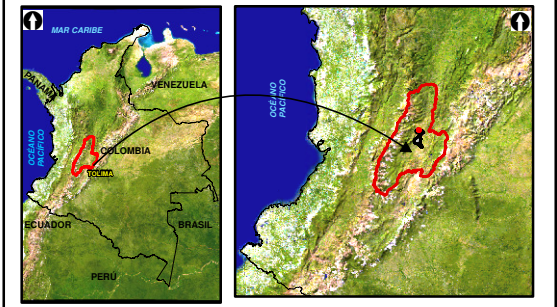 MAR CARIBE
PANAMÁ
VENEZUELA
OCÉANO
PACÍFICO
COLOMBIA
TOLIMA
ECUADOR
BRASIL
PERÚ
OCÉANO
PACÍFICO